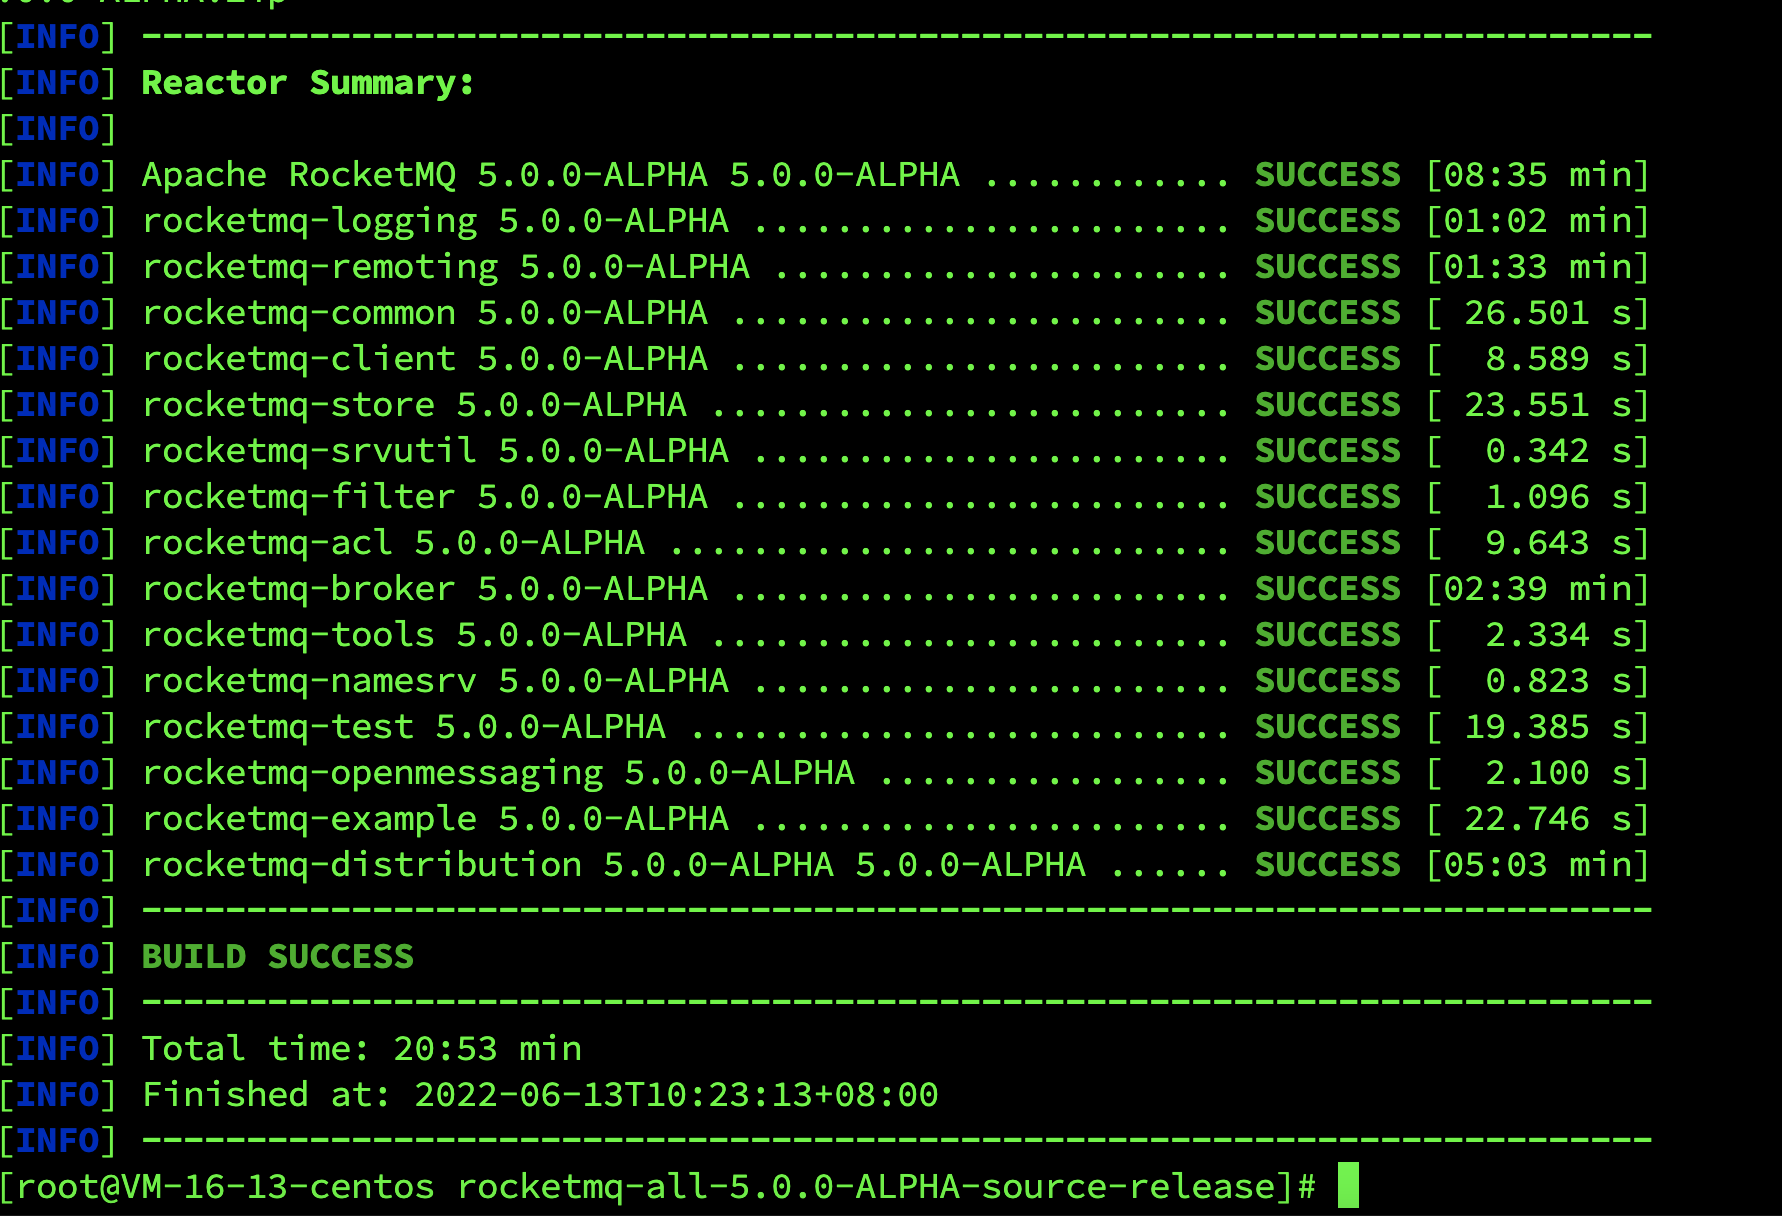 .0.0-ALPHA.zip
[INFO] ------------------------------------------------------------------------
[INFO] Reactor Summary:
[INFO]
[INFO] Apache RocketMQ 5.0.0-ALPHA 5.0.0-ALPHA ............ SUCCESS [08:35 min]
[INFO] rocketmq-logging 5.0.0-ALPHA ....................... SUCCESS [01:02 min]
[INFO] rocketmq-remoting 5.0.0-ALPHA ...................... SUCCESS [01:33 min]
[INFO] rocketmq-common 5.0.0-ALPHA ........................ SUCCESS [ 26.501 s]
[INFO] rocketmq-client 5.0.0-ALPHA ........................ SUCCESS [  8.589 s]
[INFO] rocketmq-store 5.0.0-ALPHA ......................... SUCCESS [ 23.551 s]
[INFO] rocketmq-srvutil 5.0.0-ALPHA ....................... SUCCESS [  0.342 s]
[INFO] rocketmq-filter 5.0.0-ALPHA ........................ SUCCESS [  1.096 s]
[INFO] rocketmq-acl 5.0.0-ALPHA ........................... SUCCESS [  9.643 s]
[INFO] rocketmq-broker 5.0.0-ALPHA ........................ SUCCESS [02:39 min]
[INFO] rocketmq-tools 5.0.0-ALPHA ......................... SUCCESS [  2.334 s]
[INFO] rocketmq-namesrv 5.0.0-ALPHA ....................... SUCCESS [  0.823 s]
[INFO] rocketmq-test 5.0.0-ALPHA .......................... SUCCESS [ 19.385 s]
[INFO] rocketmq-openmessaging 5.0.0-ALPHA ................. SUCCESS [  2.100 s]
[INFO] rocketmq-example 5.0.0-ALPHA ....................... SUCCESS [ 22.746 s]
[INFO] rocketmq-distribution 5.0.0-ALPHA 5.0.0-ALPHA ...... SUCCESS [05:03 min]
[INFO] ------------------------------------------------------------------------
[INFO] BUILD SUCCESS
[INFO] ------------------------------------------------------------------------
[INFO] Total time: 20:53 min
[INFO] Finished at: 2022-06-13T10:23:13+08:00
[INFO] ------------------------------------------------------------------------
[root@VM-16-13-centos rocketmq-all-5.0.0-ALPHA-source-release]#